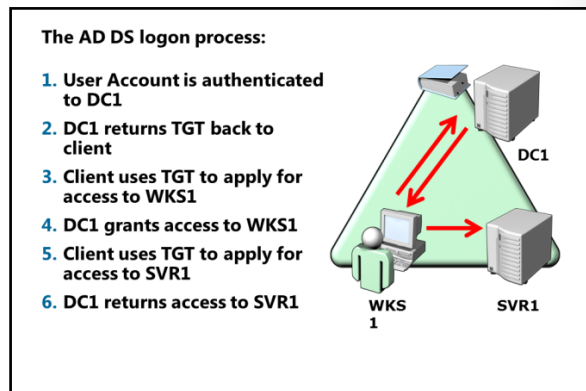 The AD DS logon process:
1. User Account is authenticated
to DC1
2. DC1 returns TGT back to
client
3. Client uses TGT to apply for
access to WKS1
4. DC1 grants access to WKS1
5. Client uses TGT to apply for
access to SVR1
6. DC1 returns access to SVR1
DC1
WKS
1
SVR1